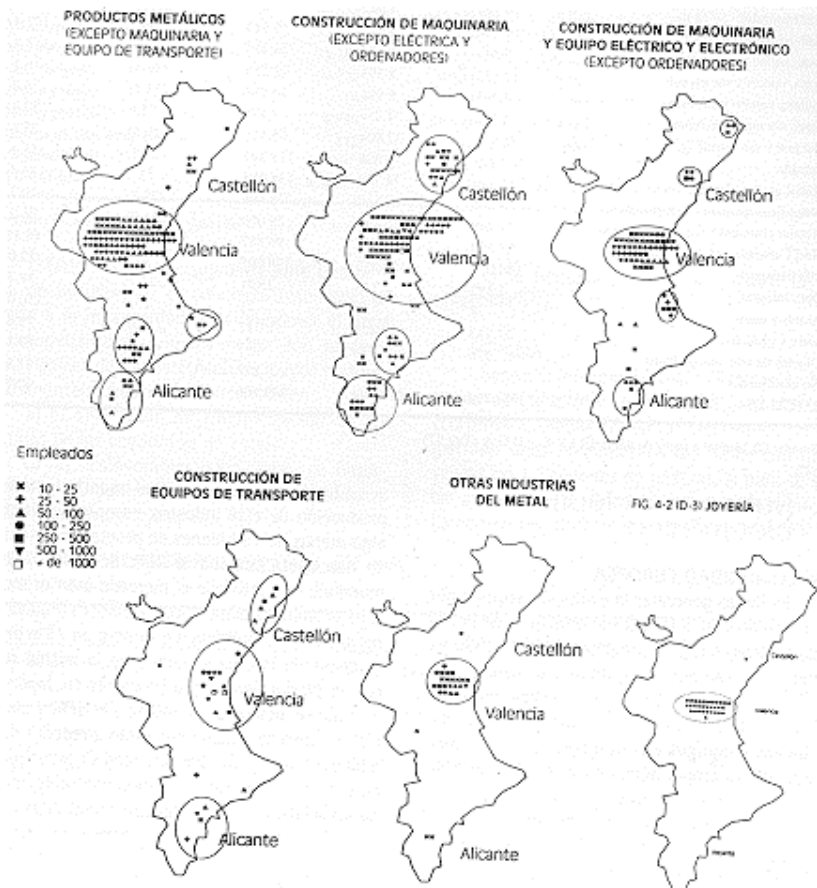 PRODUCTOS METÁLICOS
(EXCEPTO MAQUINARIA Y
EQUIPO DE TRANSPORTE)
Castellón
Valencia
Alicante
CONSTRUCCIÓN DE MAQUINARIA
(EXCEPTO ELÉCTRICA Y
ORDENADORES)
Castellón
Valencia
Alicante
CONSTRUCCIÓN DE MAQUINARIA
Y EQUIPO ELÉCTRICO Y ELECTRÓNICO
(EXCEPTO ORDENADORES)
Castellón
Valencia
Alicante
Empleados
10 - 25
25 - 50
50 - 100
100 - 250
250 - 500
500 - 1000
+ de 1000
CONSTRUCCIÓN DE
EQUIPOS DE TRANSPORTE
Castellón
Valencia
Alicante
OTRAS INDUSTRIAS
DEL METAL
Castellón
Valencia
Alicante
FIG. 4-2 (D-3) JOYERÍA